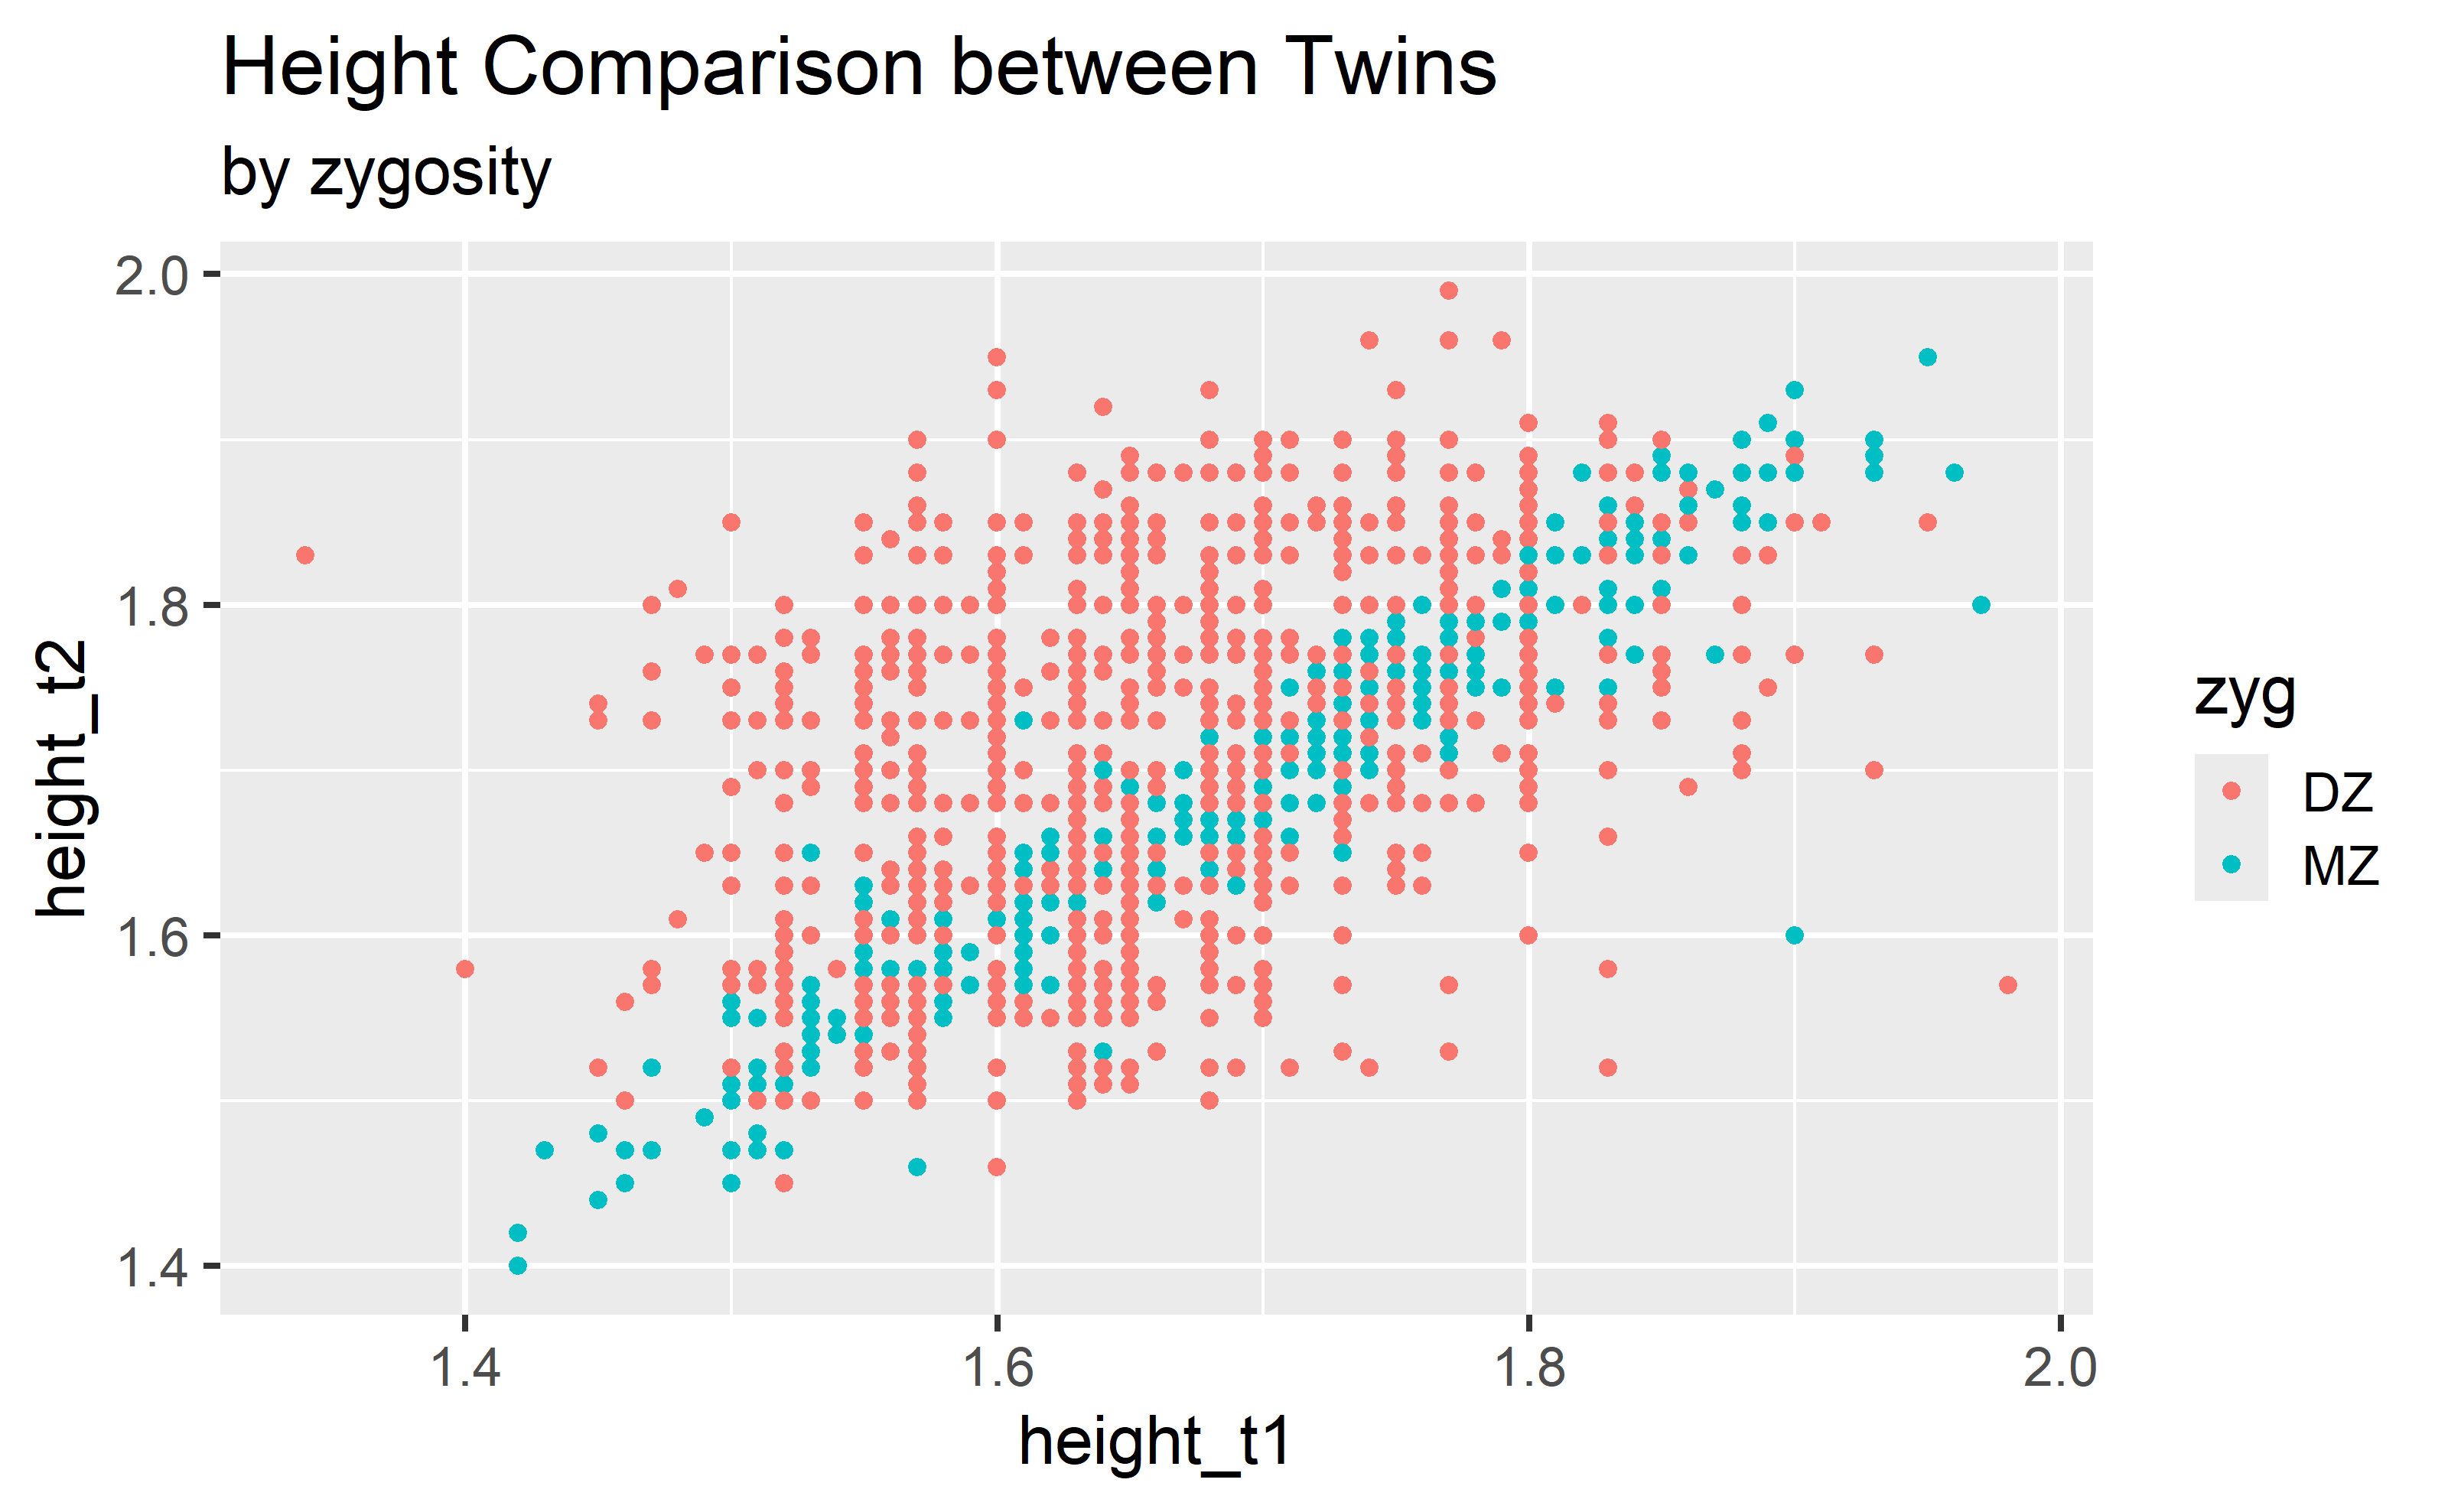 Height Comparison between Twins
by zygosity
2.0
1.8
1.6
1.4
height_t2
1.4 1.6 1.8 2.0
height_t1
zyg
DZ
MZ